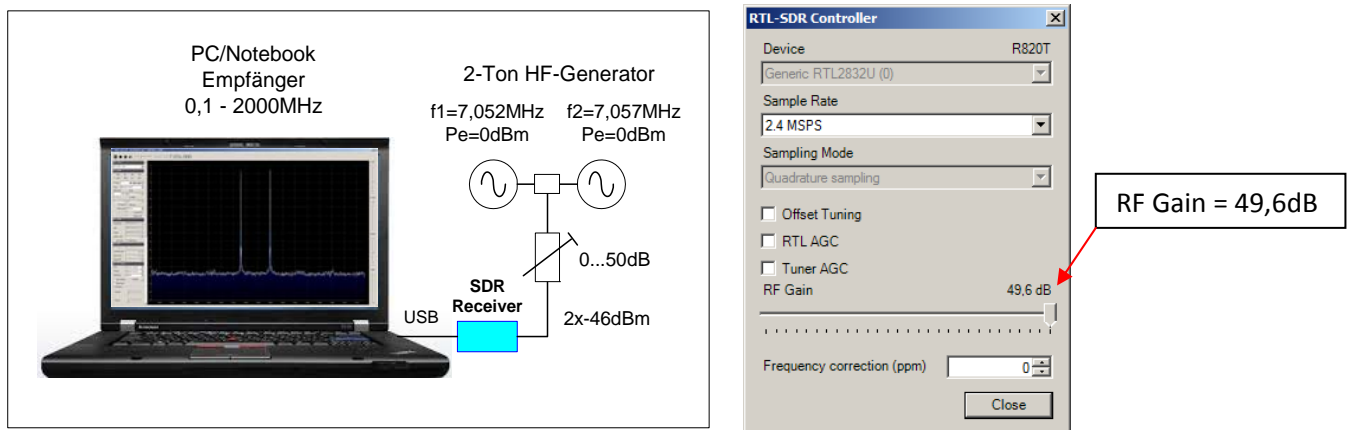 PC/Notebook
Empfänger
0,1 - 2000MHz
2-Ton HF-Generator
f1=7,052MHz f2=7,057MHz
Pe=0dBm Pe=0dBm
0...50dB
SDR
Receiver
USB
2x-46dBm
RTL-SDR Controller
Device R820T
Generic RTL2832U (0)
Sample Rate
2.4 MSPS
Sampling Mode
Quadrature sampling
Offset Tuning
RTL AGC
Tuner AGC
RF Gain 49,6 dB
Frequency correction (ppm) 0
Close
RF Gain = 49,6dB